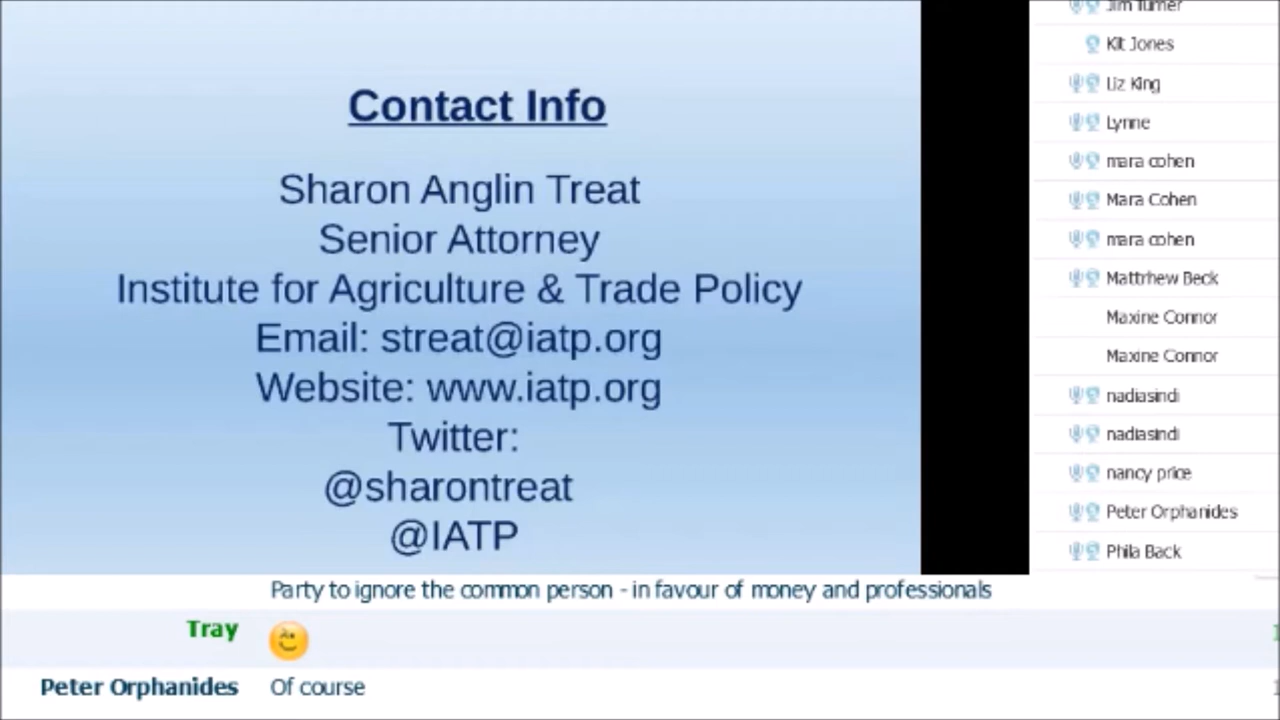 Contact Info
Sharon Anglin Treat
Senior Attorney
Institute for Agriculture & Trade Policy
Email: streat@iatp.org
Website: www.iatp.org
Twitter:
@sharontreat
@IATP
Jim Turner
Kit Jones
Liz King
Lynne
mara cohen
Mara Cohen
mara cohen
Mattrhew Beck
Maxine Connor
Maxine Connor
nadiasindi
nadiasindi
nancy price
Peter Orphanides
Phila Back
Party to ignore the common person - in favour of money and professionals
Tray
Peter Orphanides Of course